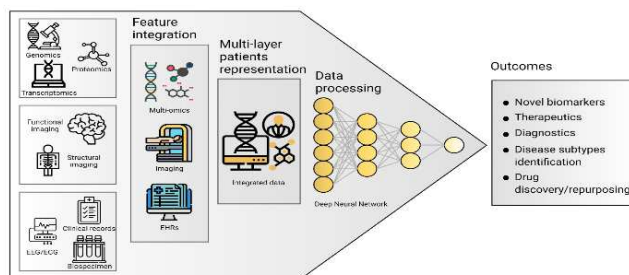 Genomics
Proteomics
Transcriptomics
Functional
imaging
Structural
imaging
Clinical records
EEG/ECG
Biospecimen
Feature
integration
Multi-omics
Imaging
EHRs
Multi-layer
patients
representation
Integrated data
Data
processing
Deep Neural Network
Outcomes
Novel biomarkers
Therapeutics
Diagnostics
Disease subtypes
identification
Drug
discovery/repurposing